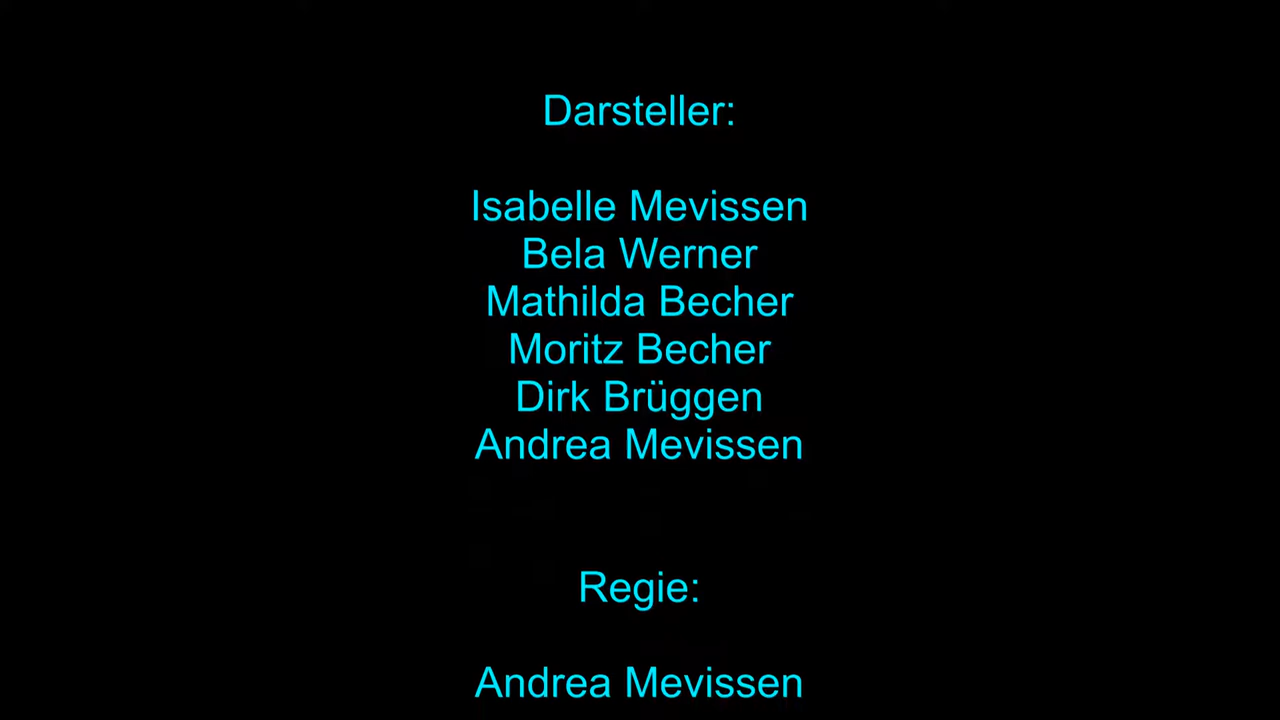 Darsteller:
Isabelle Mevissen
Bela Werner
Mathilda Becher
Moritz Becher
Dirk Brüggen
Andrea Mevissen
Regie:
Andrea Mevissen